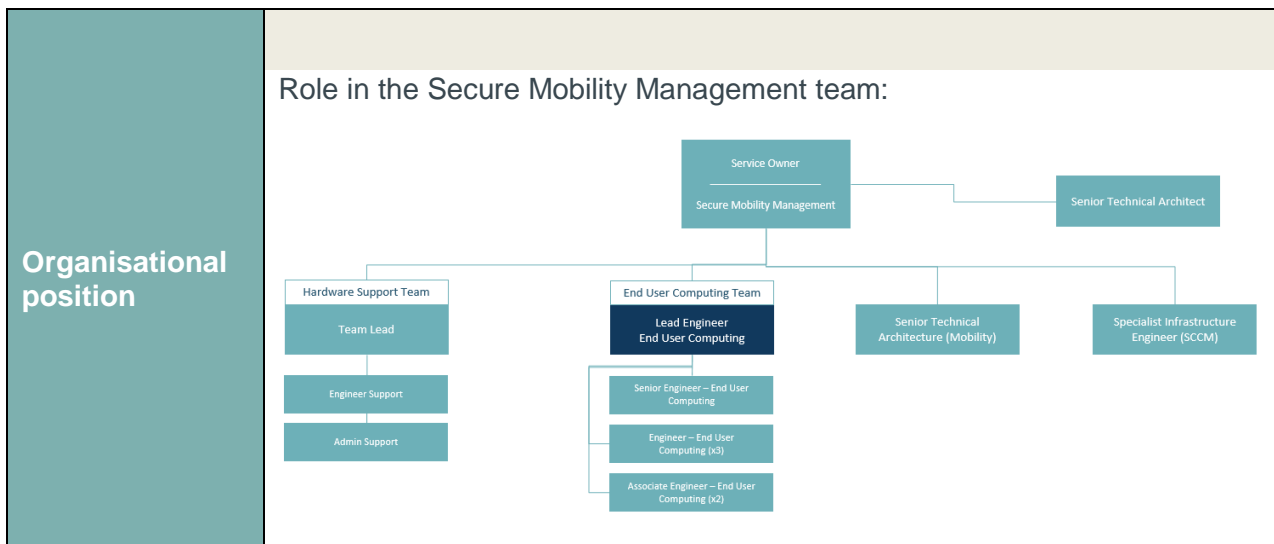 Organisational
position
Role in the Secure Mobility Management team:
Service Owner
Secure Mobility Management
Senior Technical Architect
Hardware Support Team
Team Lead
Engineer Support
Admin Support
End User Computing Team
Lead Engineer
End User Computing
Senior Engineer – End User
Computing
Engineer – End User
Computing (x3)
Associate Engineer – End User
Computing (x2)
Senior Technical
Architecture (Mobility)
Specialist Infrastructure
Engineer (SCCM)